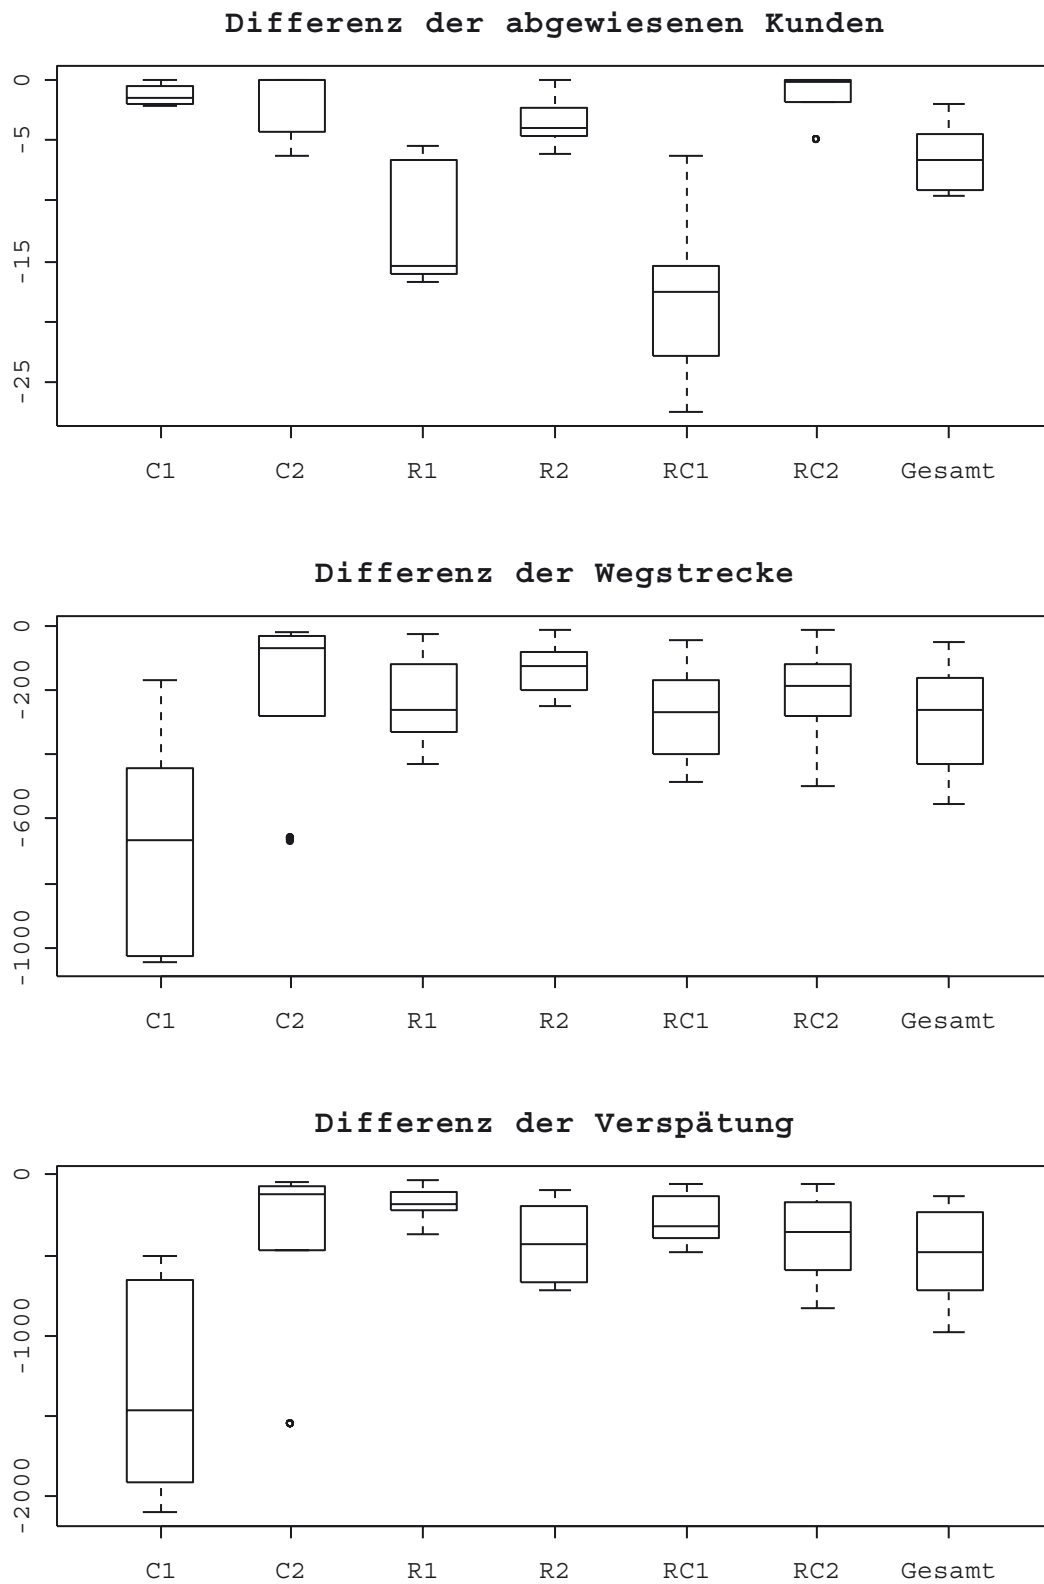 Differenz der abgewiesenen Kunden
0
-5
-15
-25
C1 C2 R1 R2 RC1 RC2 Gesamt
Differenz der Wegstrecke
0
-200
-600
-1000
C1 C2 R1 R2 RC1 RC2 Gesamt
Differenz der Verspätung
0
-1000
-2000
C1 C2 R1 R2 RC1 RC2 Gesamt